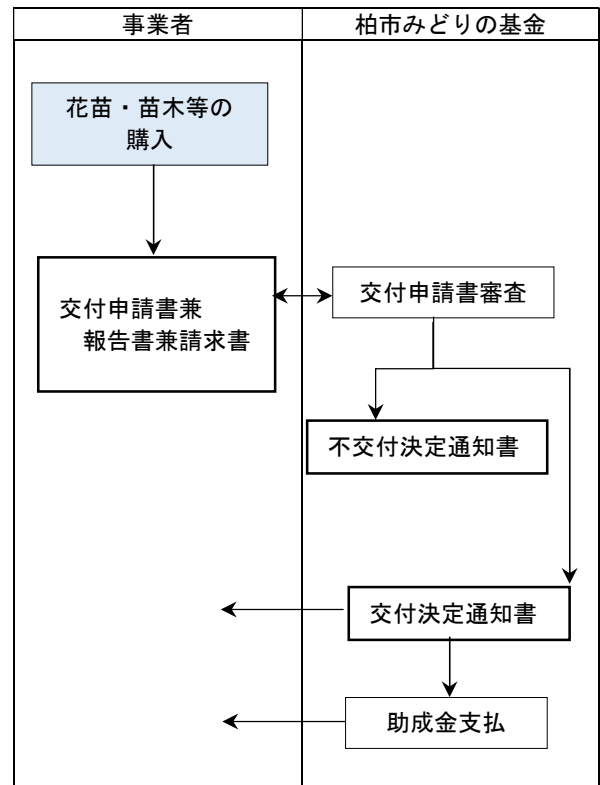 事業者
柏市みどりの基金
花苗・苗木等の
購入
交付申請書兼
報告書兼請求書
交付申請書審査
不交付決定通知書
交付決定通知書
助成金支払